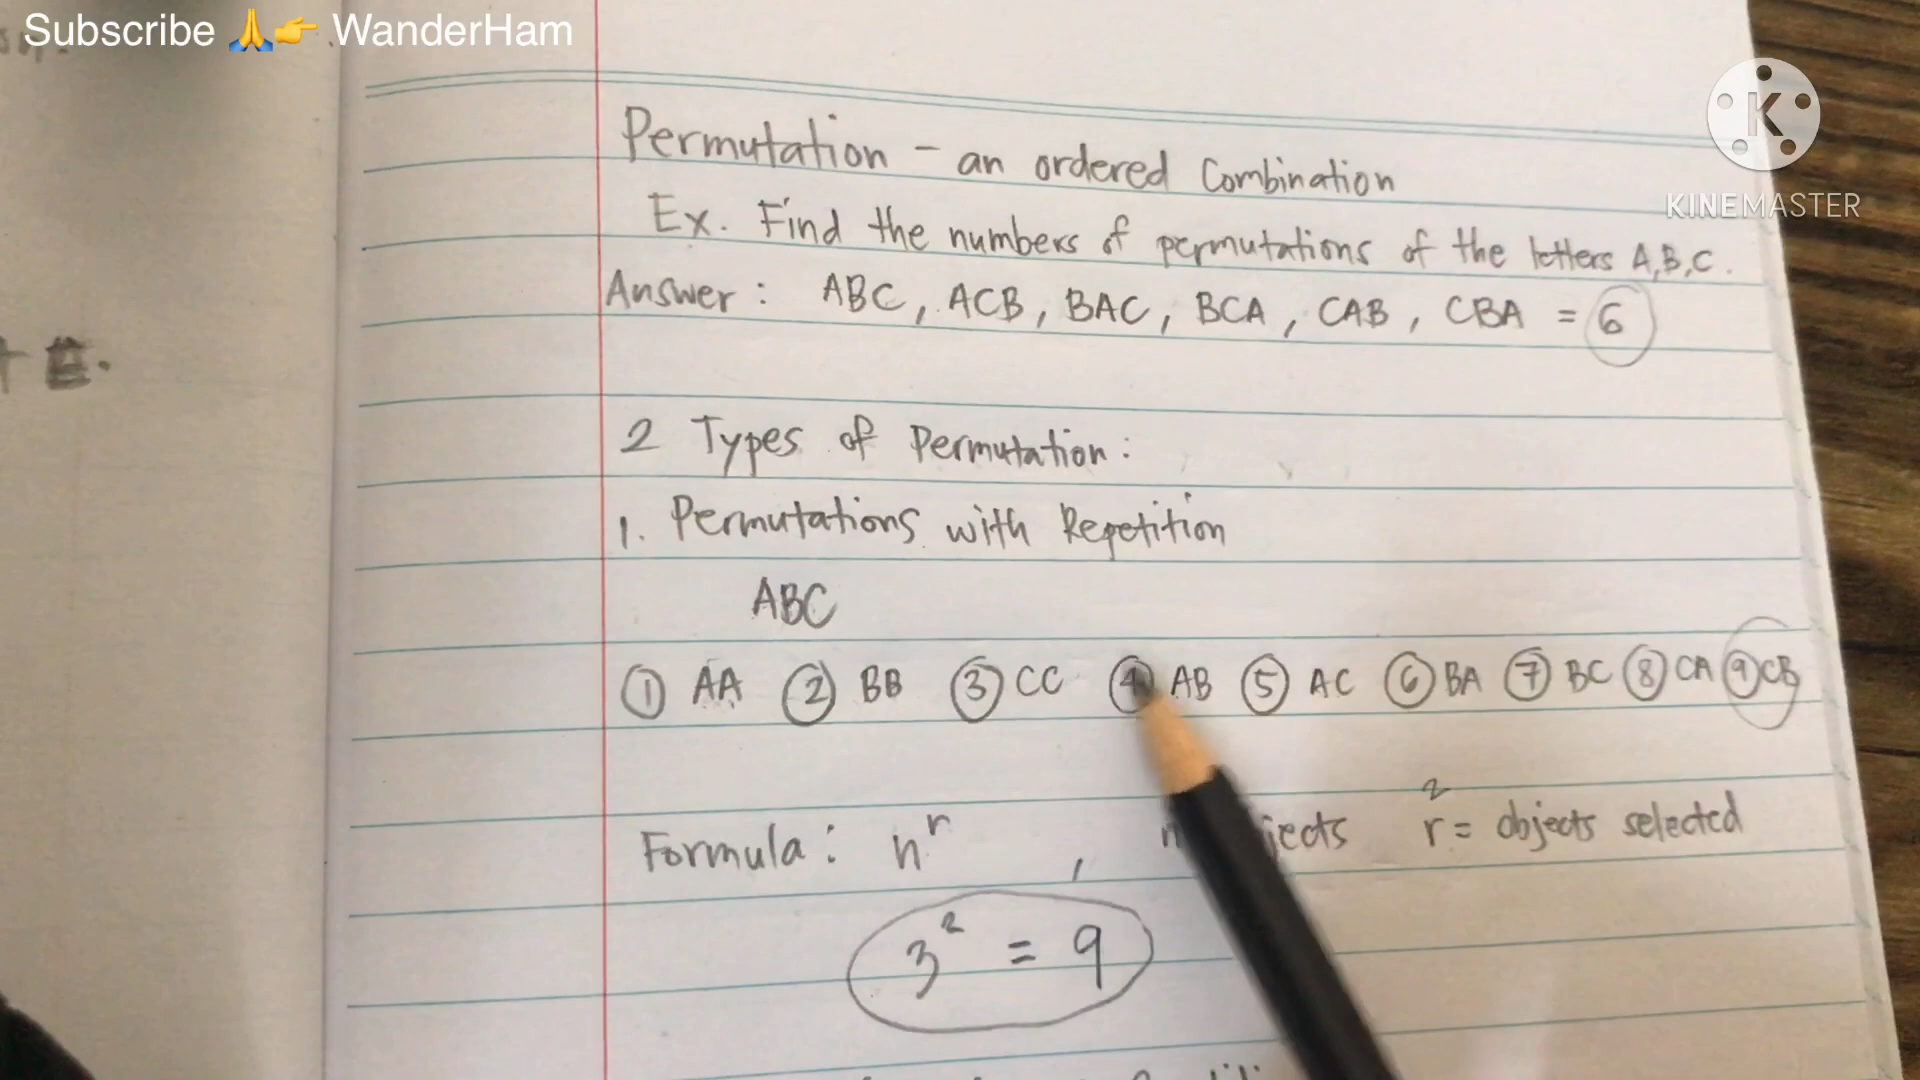 Subscribe 🙏👉 WanderHam
K
KINEMASTER
Permutation - an ordered Combination
Ex. Find the numbers of permutations of the letters A,B,C.
Answer: ABC, ACB, BAC, BCA, CAB, CBA = 6
2 Types of Permutation:
1. Permutations with Repetition
ABC
① AA ② BB ③ CC ④ AB ⑤ AC ⑥ BA ⑦ BC ⑧ CA ⑨ CB
2
Formula: n^r , r = objects selected
3² = 9